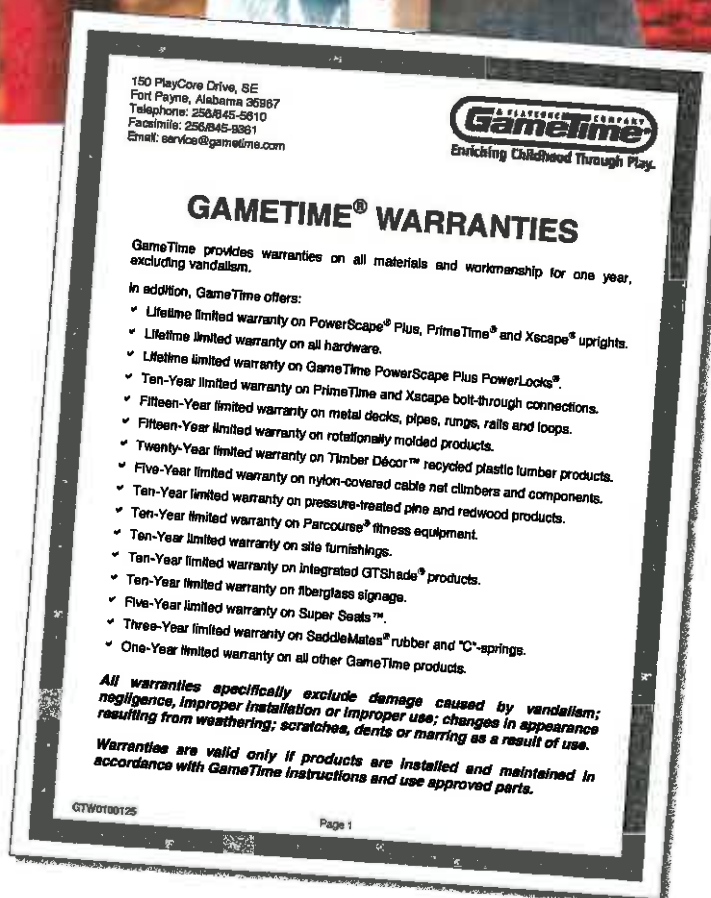 150 PlayCore Drive, SE
Fort Payne, Alabama 35967
Telephone: 256/845-5610
Facsimile: 256/845-9361
Email: service@gametime.com
A PLAYCORE COMPANY
GameTime®
Enriching Childhood Through Play.
GAMETIME® WARRANTIES
GameTime provides warranties on all materials and workmanship for one year,
excluding vandalism.
In addition, GameTime offers:
✓ Lifetime limited warranty on PowerScape® Plus, PrimeTime® and Xscape® uprights.
✓ Lifetime limited warranty on all hardware.
✓ Lifetime limited warranty on GameTime PowerScape Plus PowerLocks®.
✓ Ten-Year limited warranty on PrimeTime and Xscape bolt-through connections.
✓ Fifteen-Year limited warranty on metal decks, pipes, rungs, rails and loops.
✓ Fifteen-Year limited warranty on rotationally molded products.
✓ Twenty-Year limited warranty on Timber Décor™ recycled plastic lumber products.
✓ Five-Year limited warranty on nylon-covered cable net climbers and components.
✓ Ten-Year limited warranty on pressure-treated pine and redwood products.
✓ Ten-Year limited warranty on Parcourse® fitness equipment.
✓ Ten-Year limited warranty on site furnishings.
✓ Ten-Year limited warranty on integrated GTShade® products.
✓ Ten-Year limited warranty on fiberglass signage.
✓ Five-Year limited warranty on Super Seats™.
✓ Three-Year limited warranty on SaddleMates® rubber and "C"-springs.
✓ One-Year limited warranty on all other GameTime products.
All warranties specifically exclude damage caused by vandalism;
negligence, improper installation or improper use; changes in appearance
resulting from weathering; scratches, dents or marring as a result of use.
Warranties are valid only if products are installed and maintained in
accordance with GameTime instructions and use approved parts.
GTW0100125
Page 1